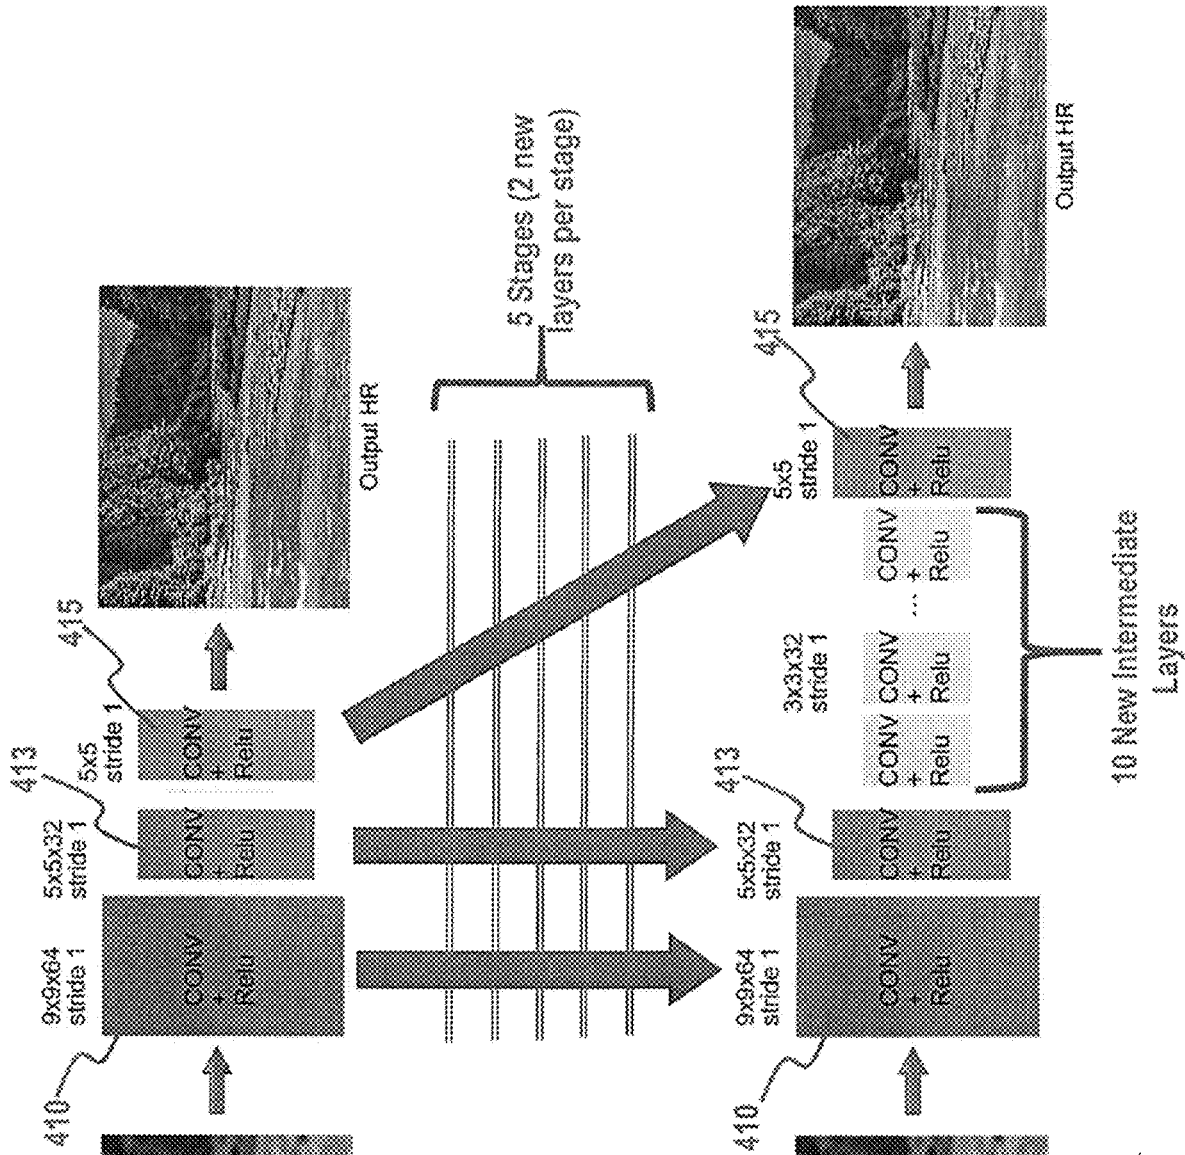 410
9x9x64
stride 1
CONV
+
Relu
5x5x32
stride 1
413
CONV
+
Relu
5x5
stride 1
415
CONV
+
Relu
Output HR
5 Stages (2 new
layers per stage)
410
9x9x64
stride 1
CONV
+
Relu
5x5x32
stride 1
413
CONV
+
Relu
3x3x32
stride 1
CONV
+
Relu
CONV
+
Relu
...
CONV
+
Relu
5x5
stride 1
415
CONV
+
Relu
Output HR
10 New Intermediate
Layers